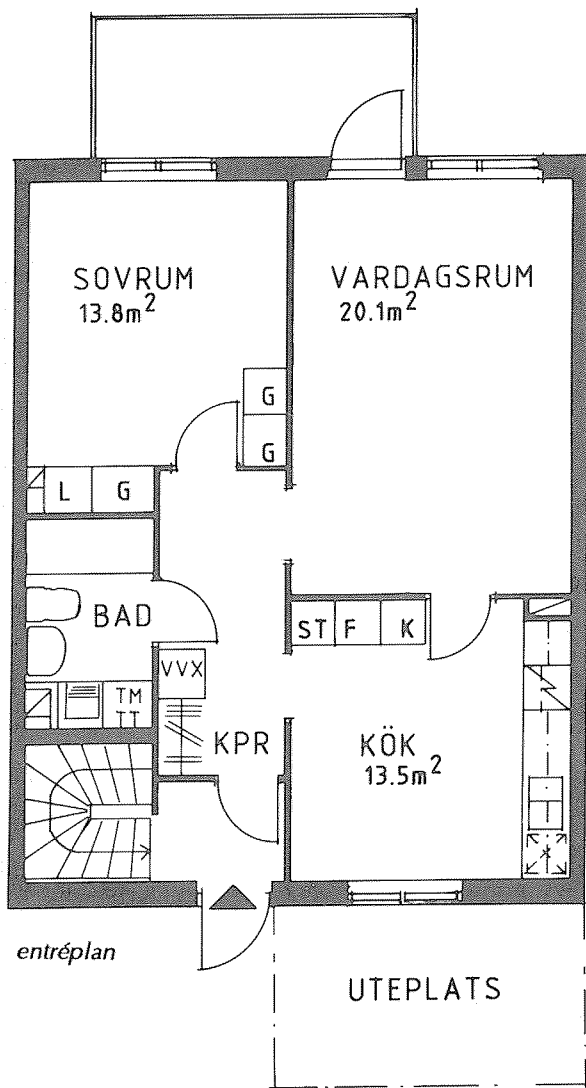 SOVRUM
13.8m²
VARDAGSRUM
20.1m²
G
G
L G
BAD
ST F K
VVX
TM
TT
KPR
KÖK
13.5m²
entréplan
UTEPLATS